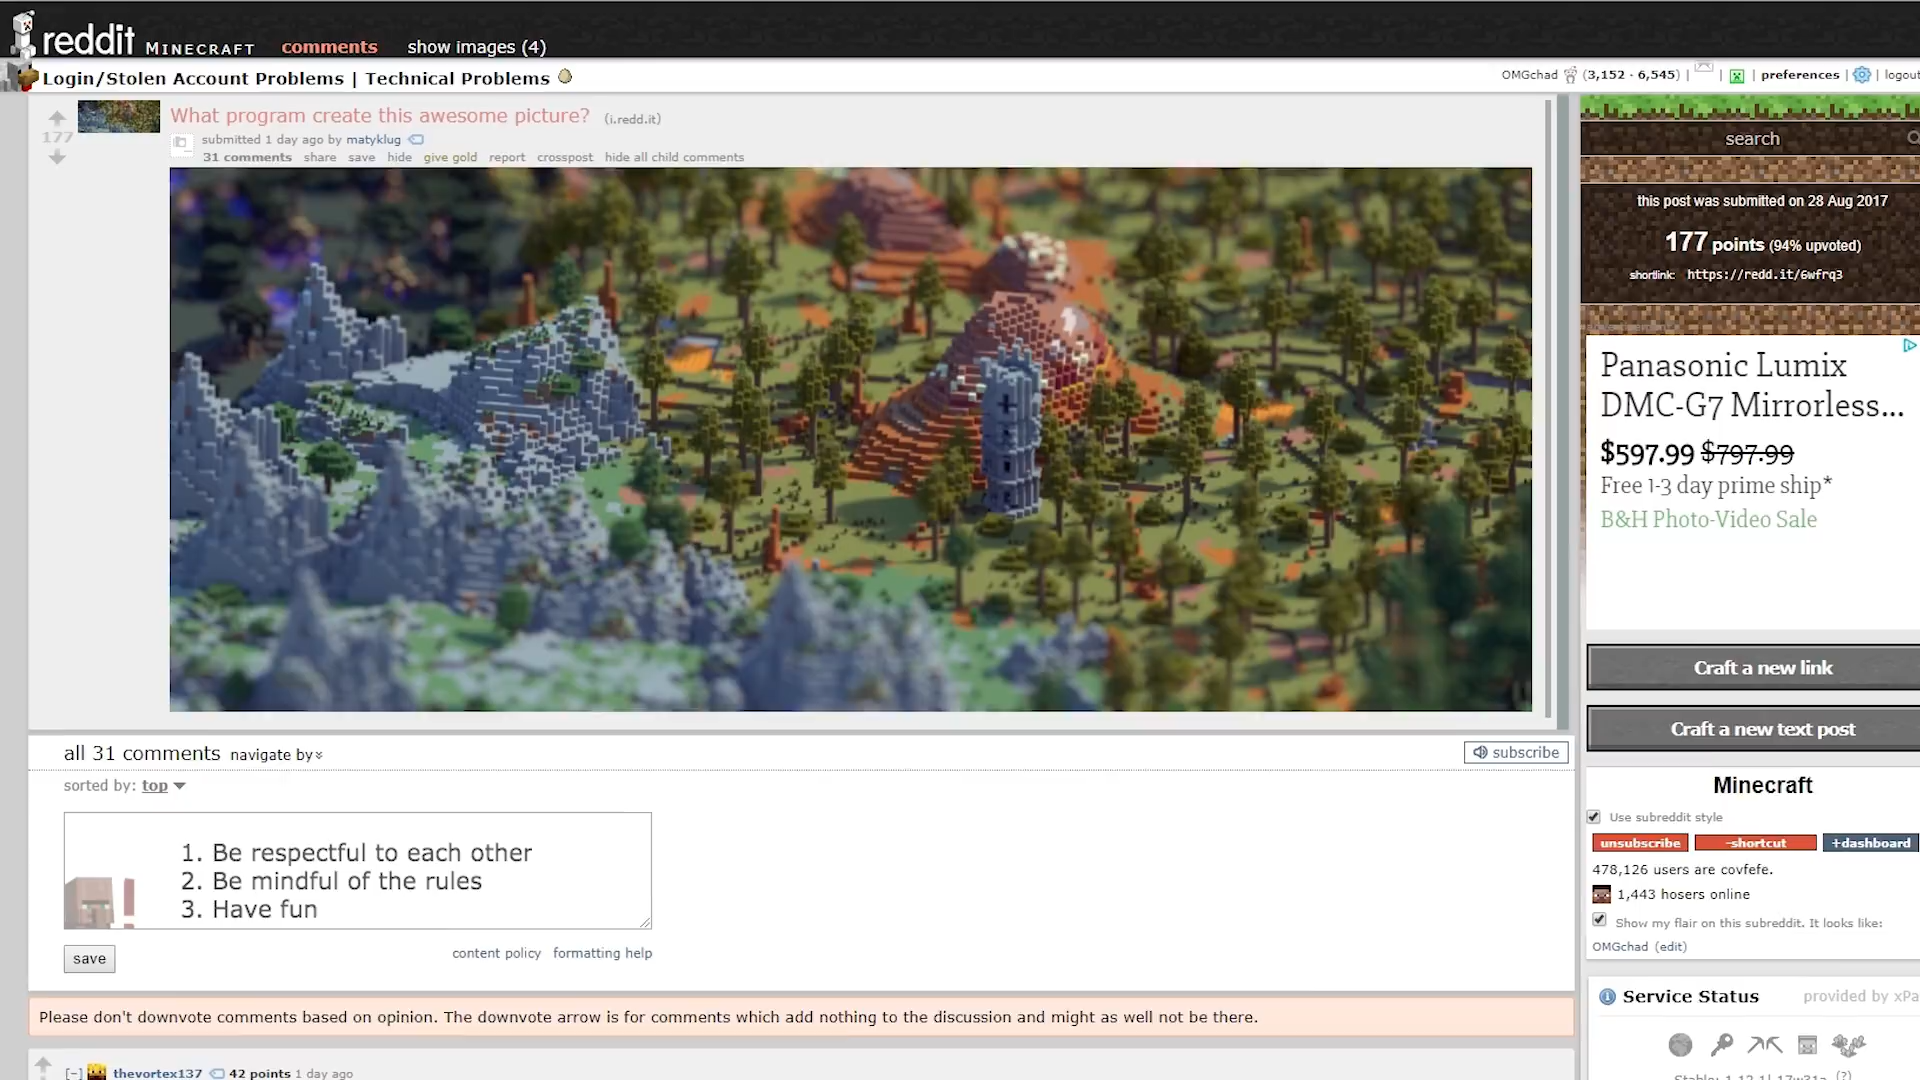 reddit MINECRAFT comments show images (4)
Login/Stolen Account Problems | Technical Problems
OMGchad (3,152 · 6,545) | | preferences | | logout
177
What program create this awesome picture? (i.redd.it)
submitted 1 day ago by matyklug
31 comments share save hide give gold report crosspost hide all child comments
search
this post was submitted on 28 Aug 2017
177 points (94% upvoted)
shortlink: https://redd.it/6wfrq3
Panasonic Lumix
DMC-G7 Mirrorless...
$597.99 $797.99
Free 1-3 day prime ship*
B&H Photo-Video Sale
Craft a new link
Craft a new text post
all 31 comments navigate by
subscribe
sorted by: top
1. Be respectful to each other
2. Be mindful of the rules
3. Have fun
save
content policy formatting help
Minecraft
Use subreddit style
unsubscribe -shortcut +dashboard
478,126 users are covfefe.
1,443 hosers online
Show my flair on this subreddit. It looks like:
OMGchad (edit)
Service Status provided by xPa
Please don't downvote comments based on opinion. The downvote arrow is for comments which add nothing to the discussion and might as well not be there.
[-] thevortex137 42 points 1 day ago